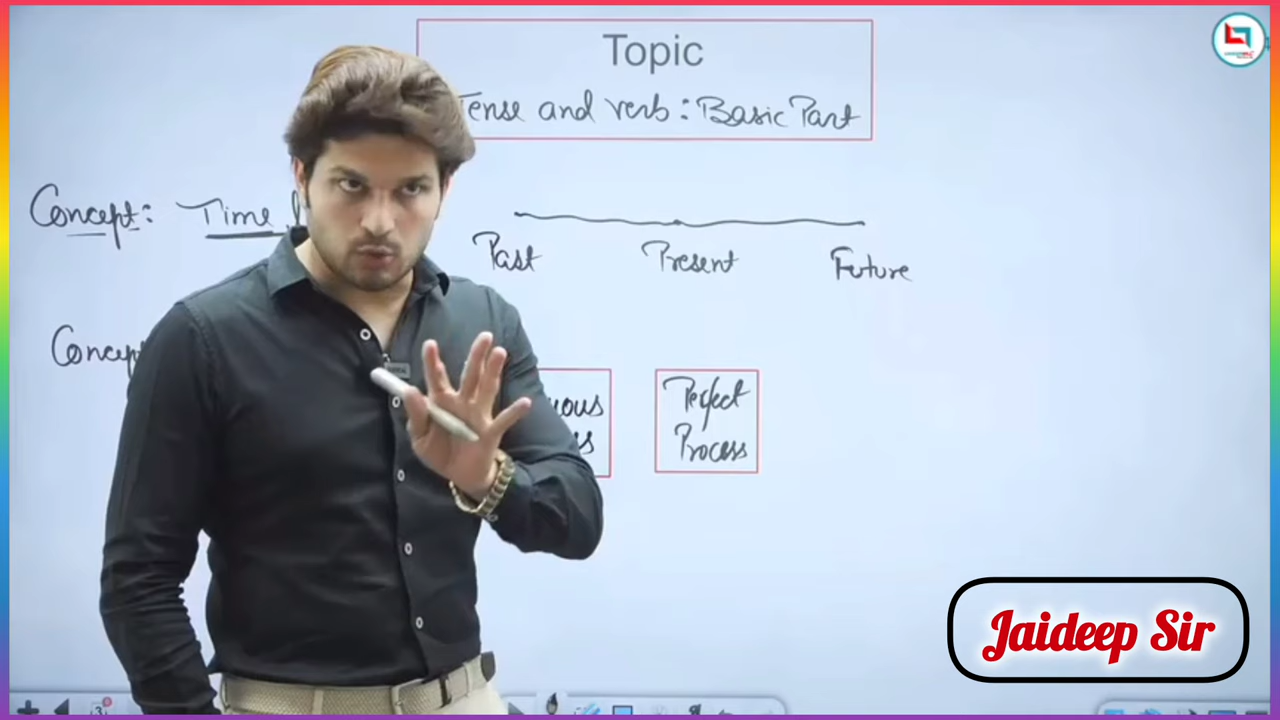 Topic
Tense and verb: Basic Part
Concept: Time
Past Present Future
Concept
Perfect
Process
Jaideep Sir